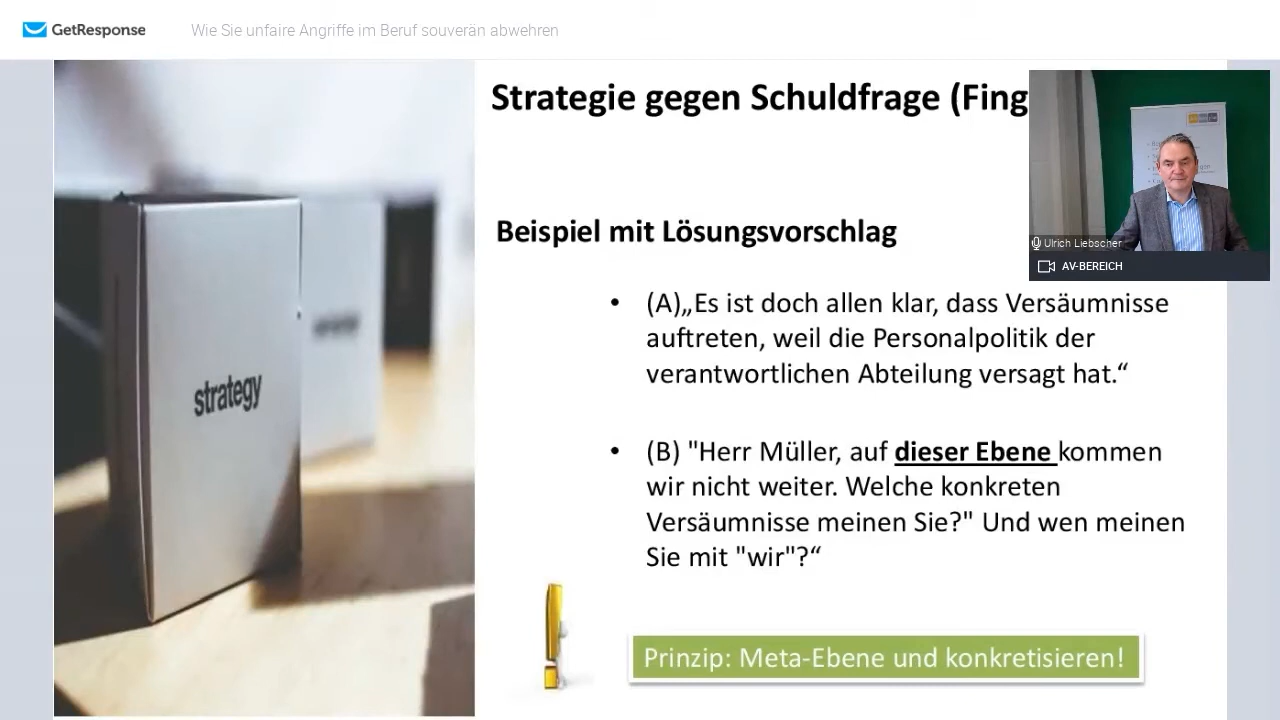 GetResponse
Wie Sie unfaire Angriffe im Beruf souverän abwehren
Strategie gegen Schuldfrage (Fing
Ulrich Liebscher
AV-BEREICH
Beispiel mit Lösungsvorschlag
• (A)„Es ist doch allen klar, dass Versäumnisse
auftreten, weil die Personalpolitik der
verantwortlichen Abteilung versagt hat.“
• (B) "Herr Müller, auf dieser Ebene kommen
wir nicht weiter. Welche konkreten
Versäumnisse meinen Sie?" Und wen meinen
Sie mit "wir"?“
strategy
Prinzip: Meta-Ebene und konkretisieren!